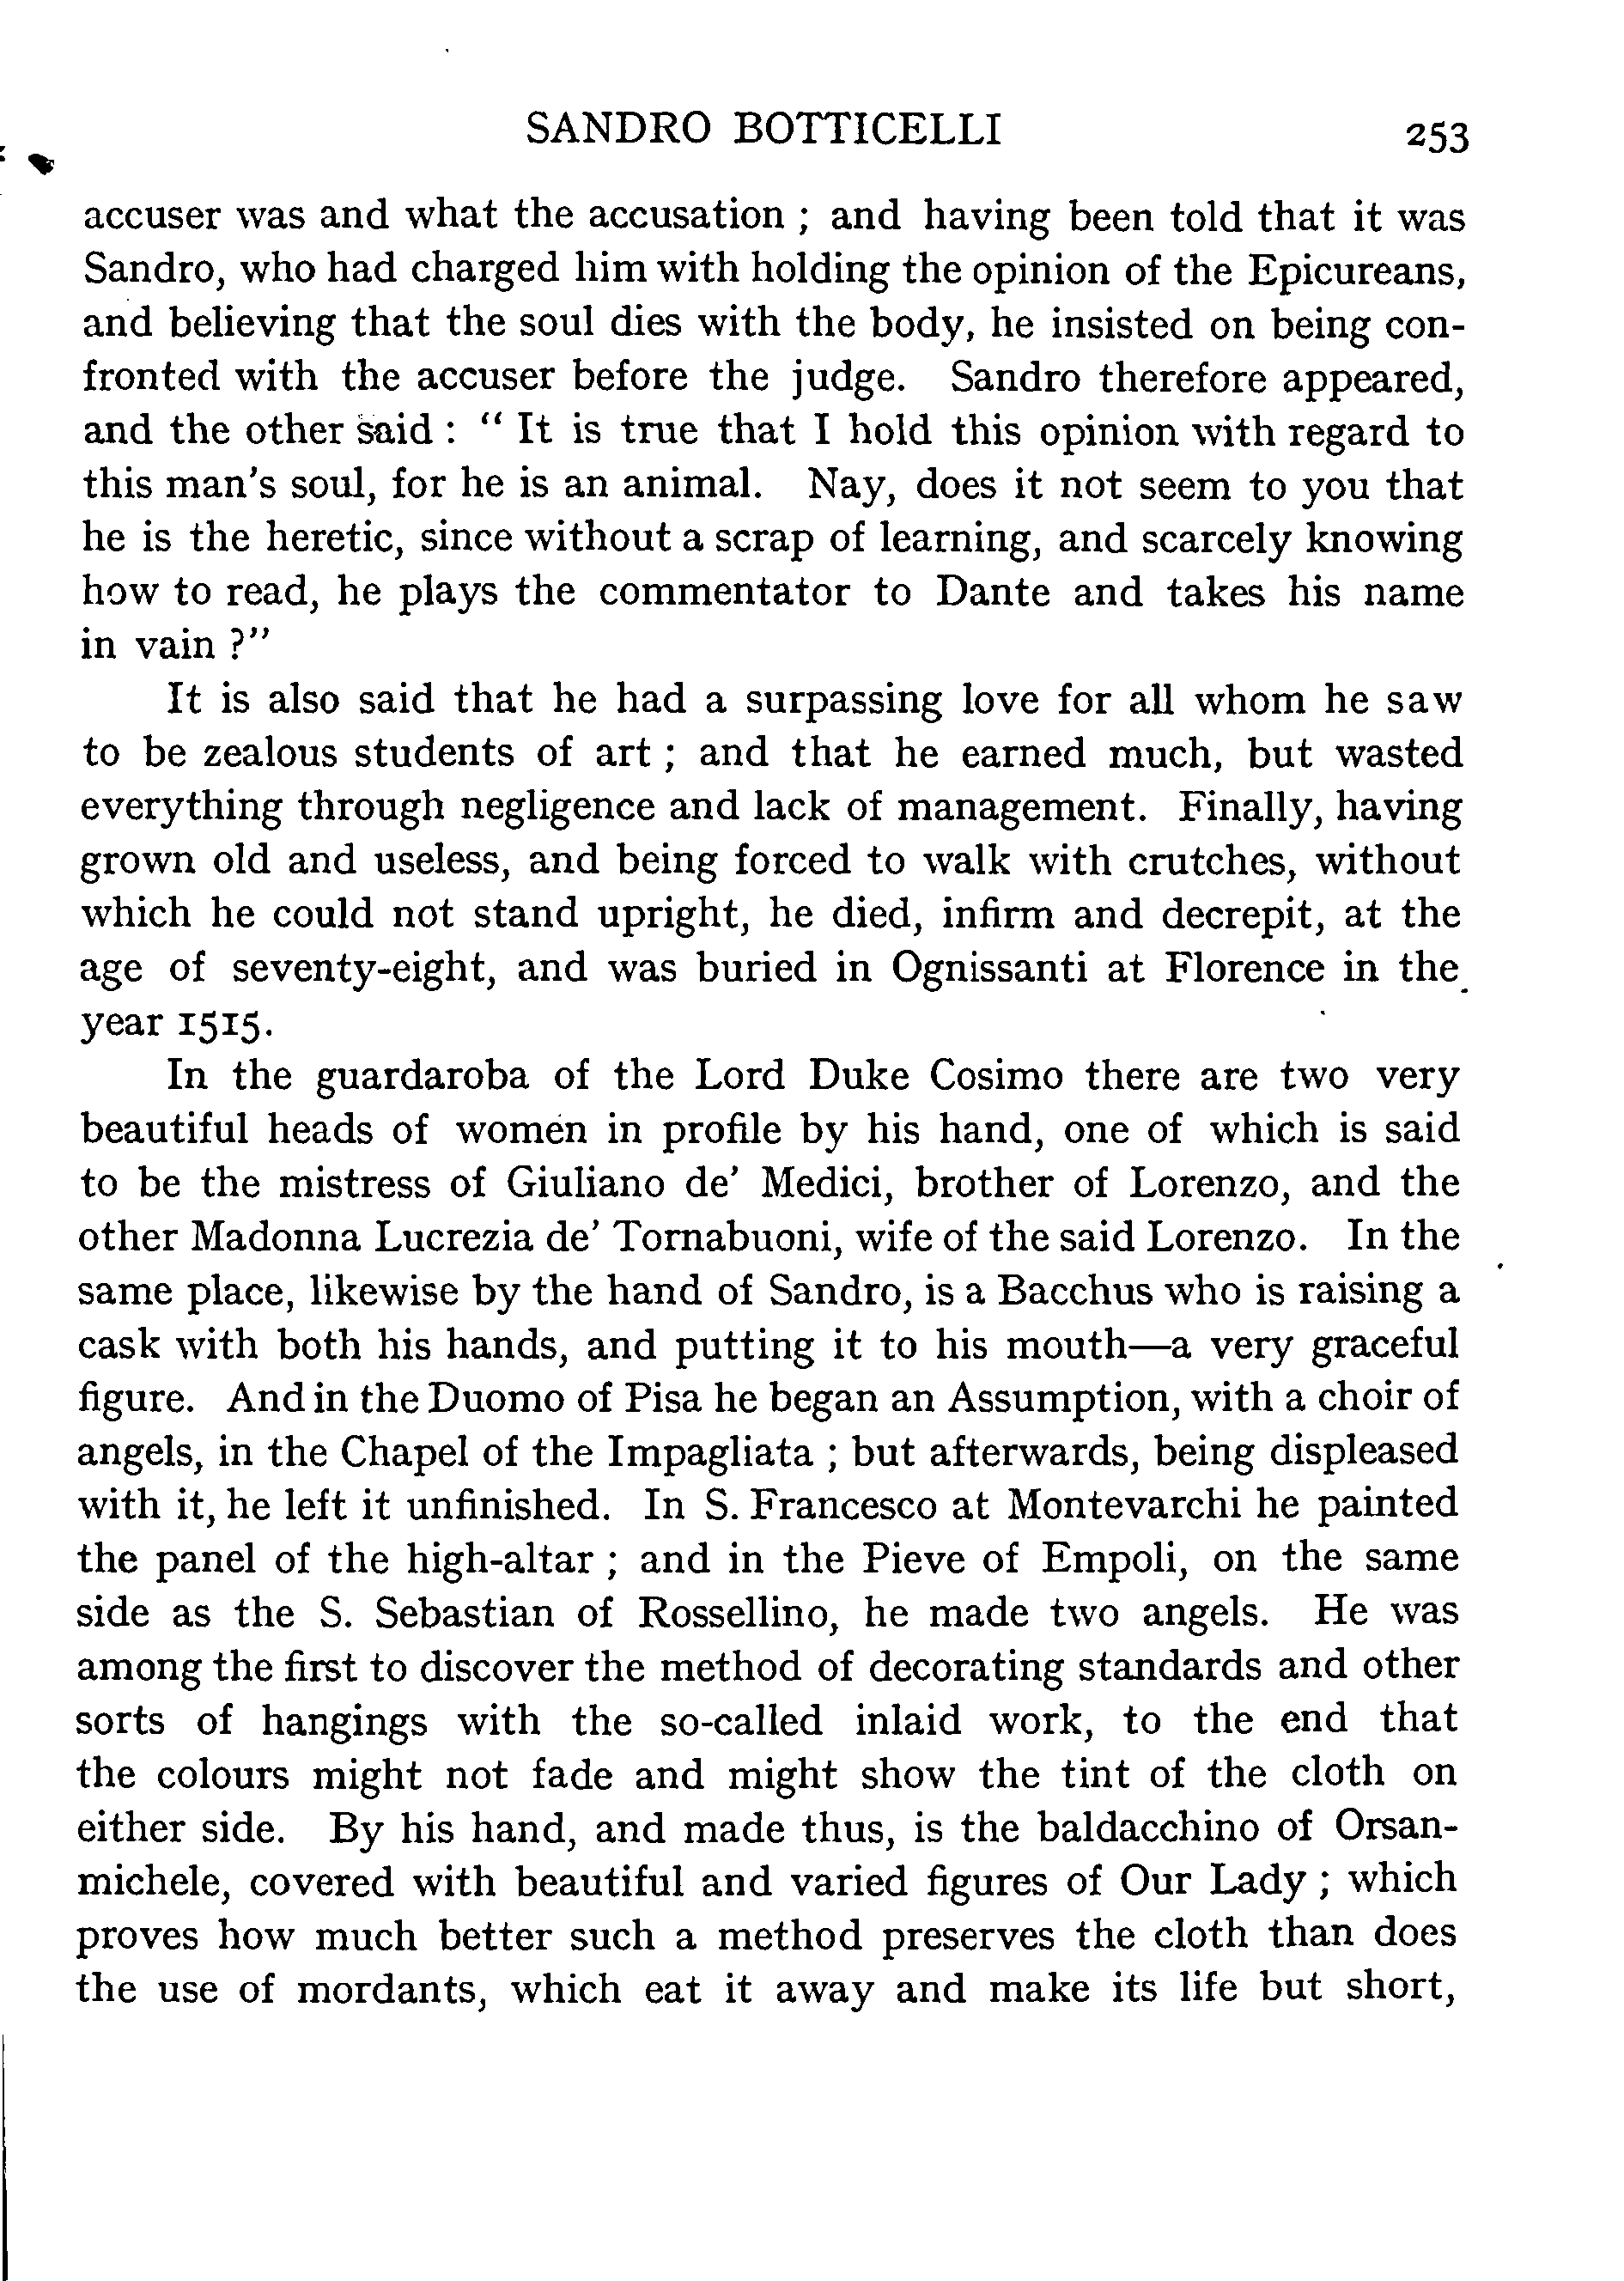 SANDRO BOTTICELLI 253
accuser was and what the accusation ; and having been told that it was
Sandro, who had charged him with holding the opinion of the Epicureans,
and believing that the soul dies with the body, he insisted on being con-
fronted with the accuser before the judge. Sandro therefore appeared,
and the other said : “ It is true that I hold this opinion with regard to
this man's soul, for he is an animal. Nay, does it not seem to you that
he is the heretic, since without a scrap of learning, and scarcely knowing
how to read, he plays the commentator to Dante and takes his name
in vain ?”
It is also said that he had a surpassing love for all whom he saw
to be zealous students of art ; and that he earned much, but wasted
everything through negligence and lack of management. Finally, having
grown old and useless, and being forced to walk with crutches, without
which he could not stand upright, he died, infirm and decrepit, at the
age of seventy-eight, and was buried in Ognissanti at Florence in the
year 1515.
In the guardaroba of the Lord Duke Cosimo there are two very
beautiful heads of women in profile by his hand, one of which is said
to be the mistress of Giuliano de' Medici, brother of Lorenzo, and the
other Madonna Lucrezia de' Tornabuoni, wife of the said Lorenzo. In the
same place, likewise by the hand of Sandro, is a Bacchus who is raising a
cask with both his hands, and putting it to his mouth—a very graceful
figure. And in the Duomo of Pisa he began an Assumption, with a choir of
angels, in the Chapel of the Impagliata ; but afterwards, being displeased
with it, he left it unfinished. In S. Francesco at Montevarchi he painted
the panel of the high-altar ; and in the Pieve of Empoli, on the same
side as the S. Sebastian of Rossellino, he made two angels. He was
among the first to discover the method of decorating standards and other
sorts of hangings with the so-called inlaid work, to the end that
the colours might not fade and might show the tint of the cloth on
either side. By his hand, and made thus, is the baldacchino of Orsan-
michele, covered with beautiful and varied figures of Our Lady ; which
proves how much better such a method preserves the cloth than does
the use of mordants, which eat it away and make its life but short,